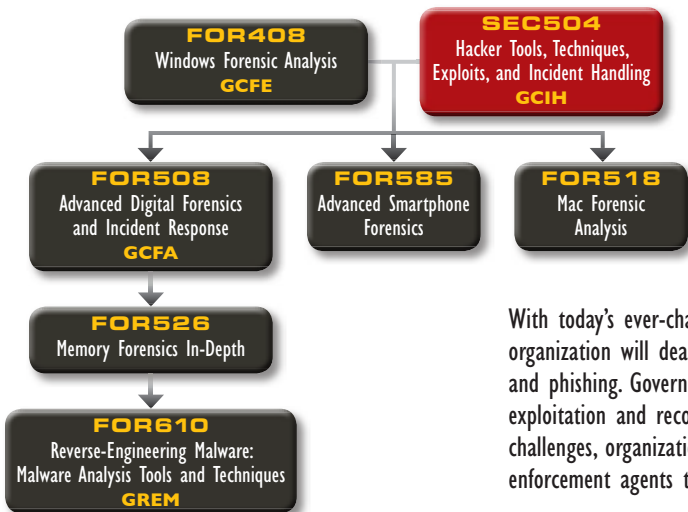 FOR408
Windows Forensic Analysis
GCFE
SEC504
Hacker Tools, Techniques,
Exploits, and Incident Handling
GCIH
FOR508
Advanced Digital Forensics
and Incident Response
GCFA
FOR585
Advanced Smartphone
Forensics
FOR518
Mac Forensic
Analysis
FOR526
Memory Forensics In-Depth
FOR610
Reverse-Engineering Malware:
Malware Analysis Tools and Techniques
GREM
With today’s ever-cha
organization will dea
and phishing. Govern
exploitation and reco
challenges, organizatio
enforcement agents t